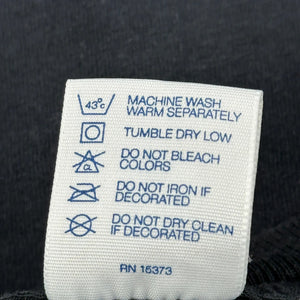 43°C MACHINE WASH
WARM SEPARATELY
TUMBLE DRY LOW
CL DO NOT BLEACH
COLORS
DO NOT IRON IF
DECORATED
DO NOT DRY CLEAN
IF DECORATED
RN 15373